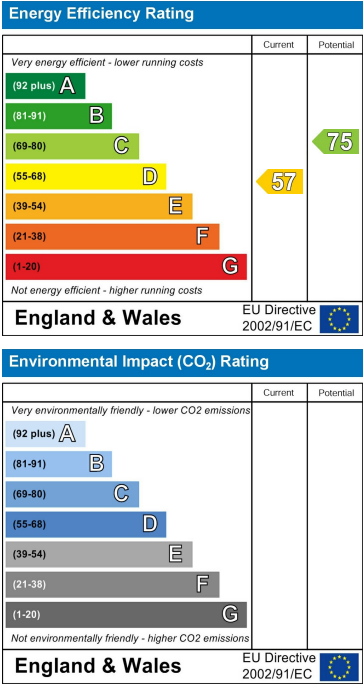 Energy Efficiency Rating
Current Potential
Very energy efficient - lower running costs
(92 plus) A
(81-91) B
(69-80) C
75
(55-68) D
57
(39-54) E
(21-38) F
(1-20) G
Not energy efficient - higher running costs
England & Wales
EU Directive
2002/91/EC
Environmental Impact (CO₂) Rating
Current Potential
Very environmentally friendly - lower CO2 emissions
(92 plus) A
(81-91) B
(69-80) C
(55-68) D
(39-54) E
(21-38) F
(1-20) G
Not environmentally friendly - higher CO2 emissions
England & Wales
EU Directive
2002/91/EC